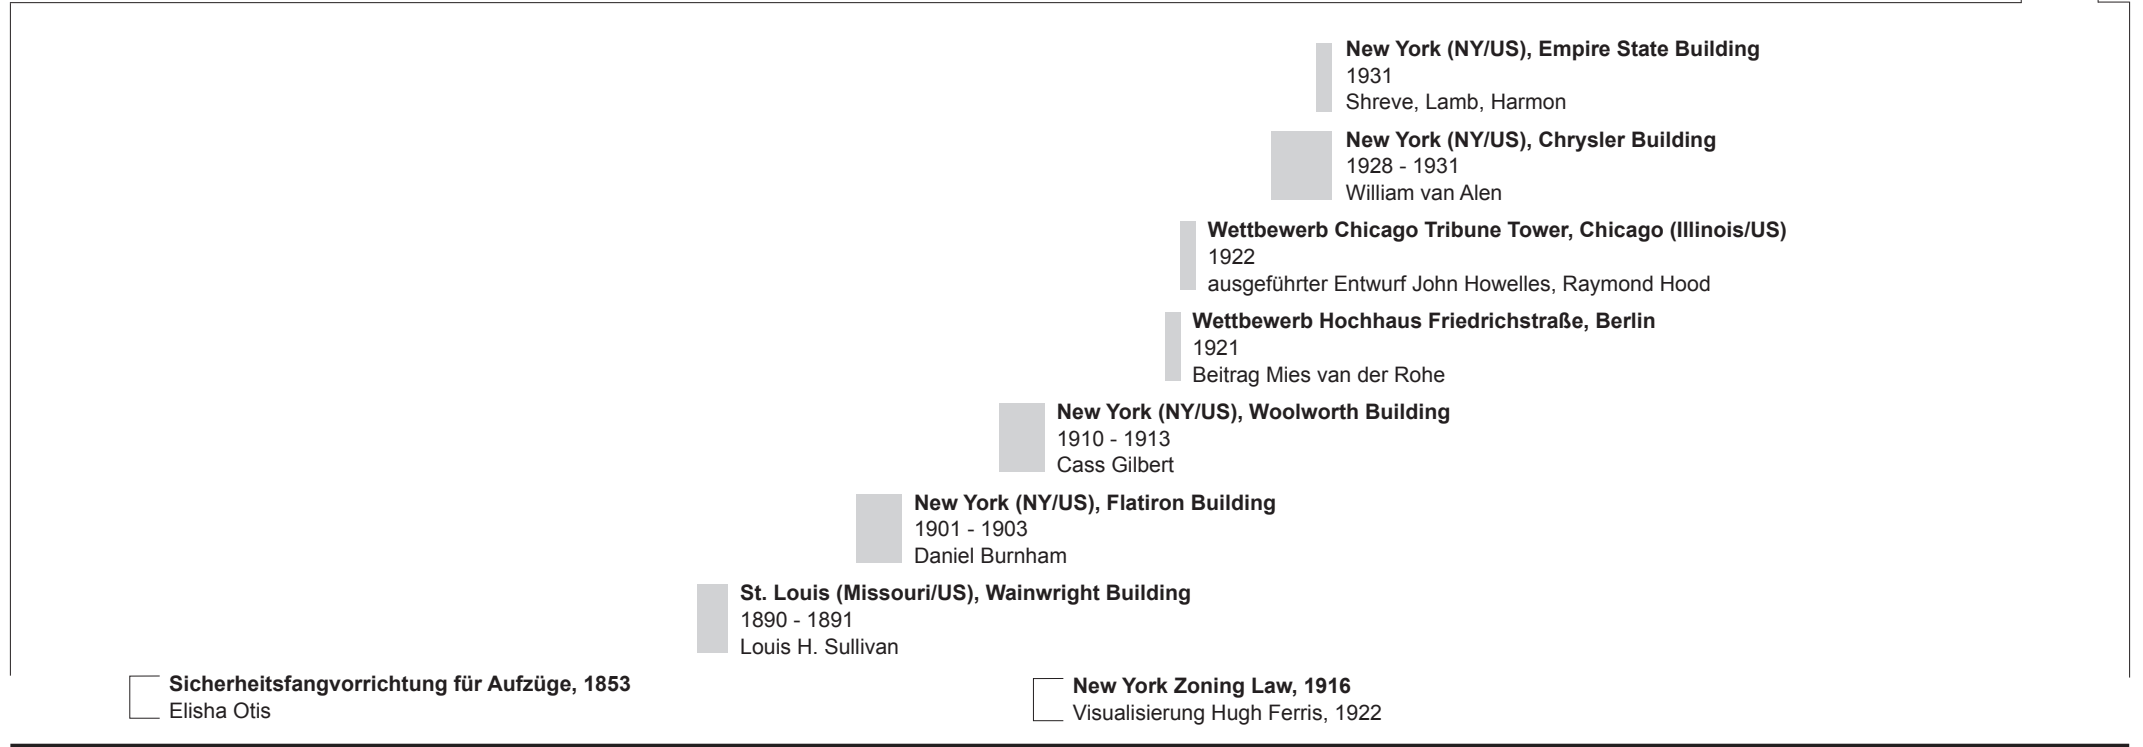 New York (NY/US), Empire State Building
1931
Shreve, Lamb, Harmon
New York (NY/US), Chrysler Building
1928 - 1931
William van Alen
Wettbewerb Chicago Tribune Tower, Chicago (Illinois/US)
1922
ausgeführter Entwurf John Howelles, Raymond Hood
Wettbewerb Hochhaus Friedrichstraße, Berlin
1921
Beitrag Mies van der Rohe
New York (NY/US), Woolworth Building
1910 - 1913
Cass Gilbert
New York (NY/US), Flatiron Building
1901 - 1903
Daniel Burnham
St. Louis (Missouri/US), Wainwright Building
1890 - 1891
Louis H. Sullivan
Sicherheitsfangvorrichtung für Aufzüge, 1853
Elisha Otis
New York Zoning Law, 1916
Visualisierung Hugh Ferris, 1922